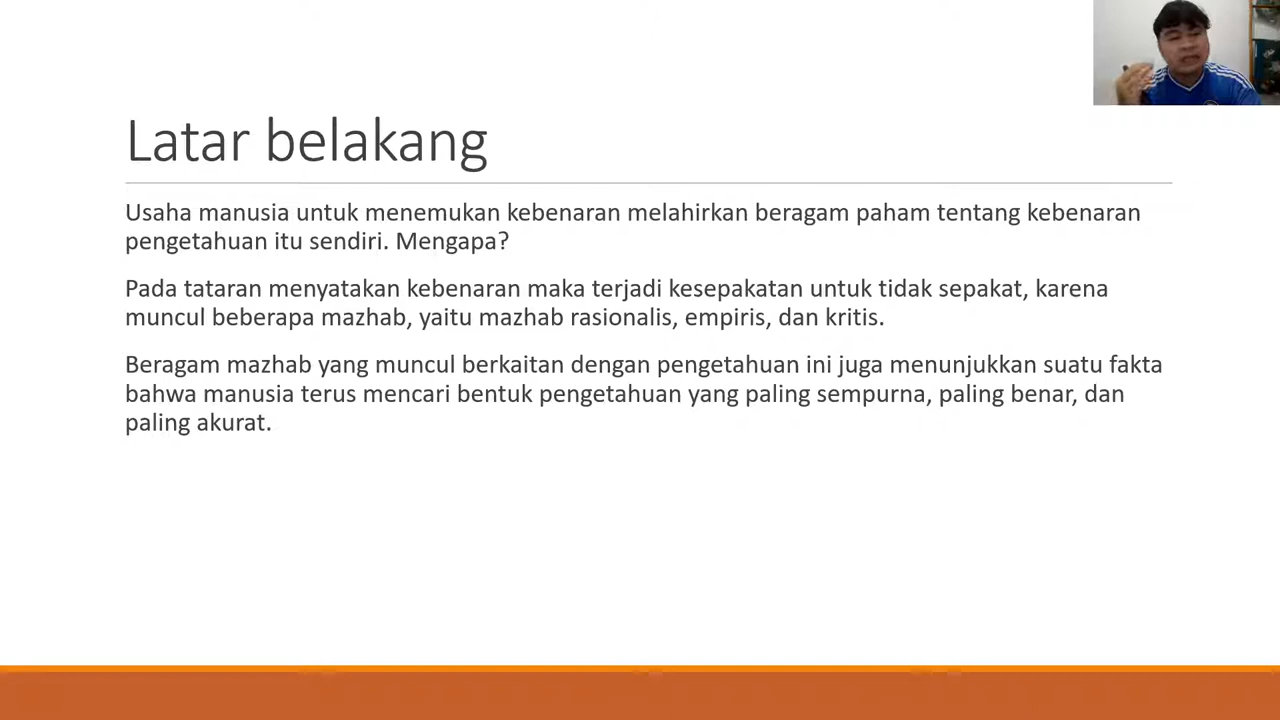 Latar belakang
Usaha manusia untuk menemukan kebenaran melahirkan beragam paham tentang kebenaran
pengetahuan itu sendiri. Mengapa?
Pada tataran menyatakan kebenaran maka terjadi kesepakatan untuk tidak sepakat, karena
muncul beberapa mazhab, yaitu mazhab rasionalis, empiris, dan kritis.
Beragam mazhab yang muncul berkaitan dengan pengetahuan ini juga menunjukkan suatu fakta
bahwa manusia terus mencari bentuk pengetahuan yang paling sempurna, paling benar, dan
paling akurat.